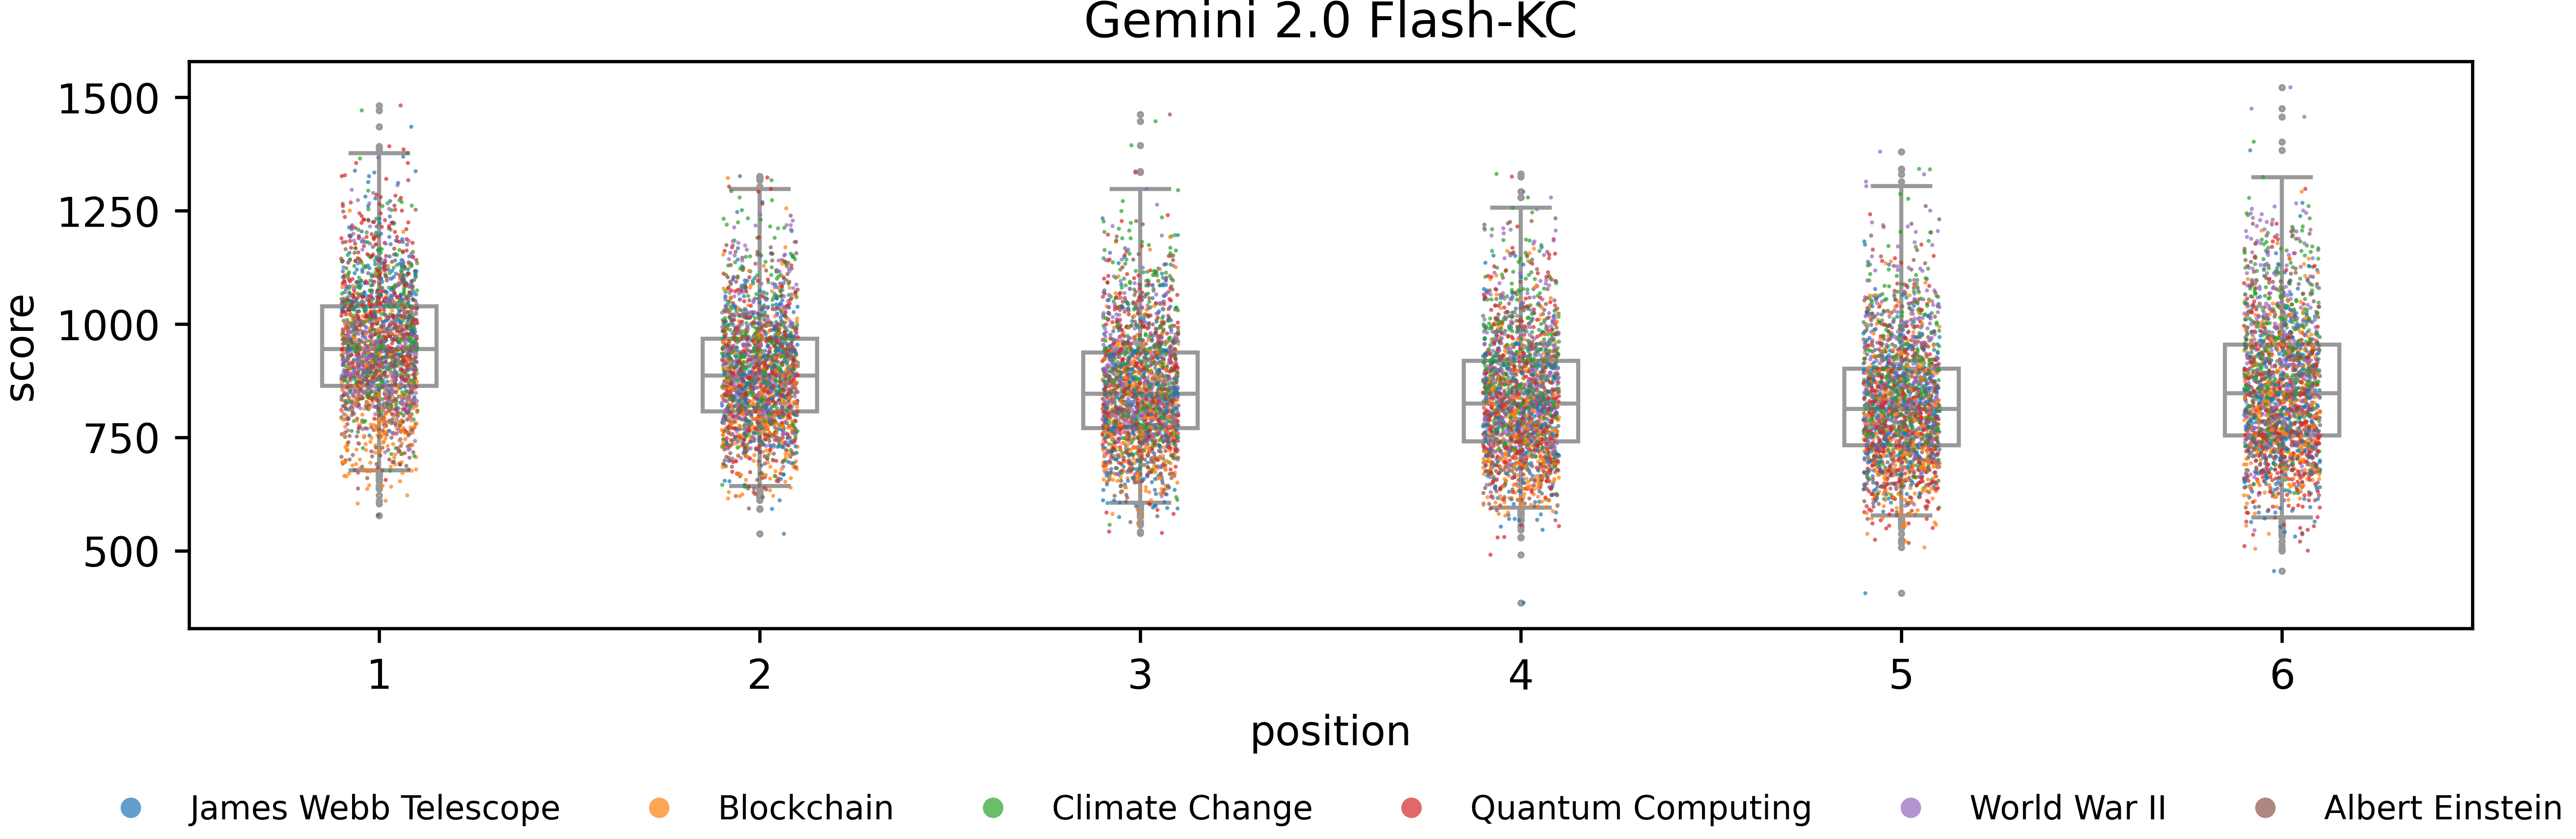 Gemini 2.0 Flash-KC
1500
1250
1000
750
500
score
1 2 3 4 5 6
position
James Webb Telescope Blockchain Climate Change Quantum Computing World War II Albert Einstein